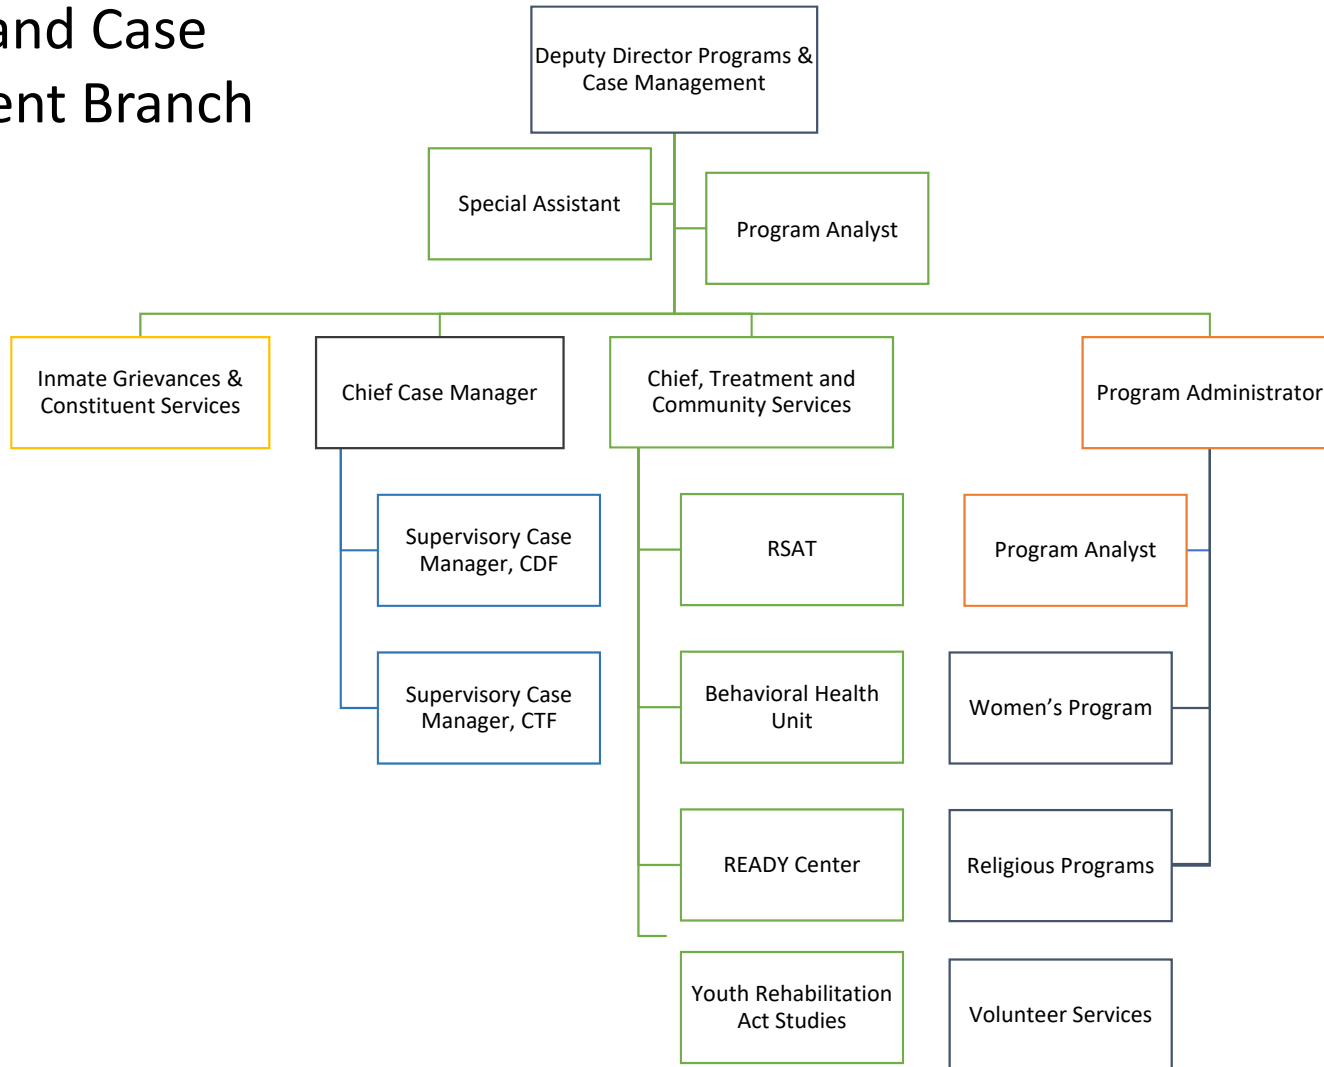 and Case
ent Branch
Deputy Director Programs &
Case Management
Special Assistant
Program Analyst
Inmate Grievances &
Constituent Services
Chief Case Manager
Chief, Treatment and
Community Services
Program Administrator
Supervisory Case
Manager, CDF
RSAT
Program Analyst
Supervisory Case
Manager, CTF
Behavioral Health
Unit
Women’s Program
READY Center
Religious Programs
Youth Rehabilitation
Act Studies
Volunteer Services